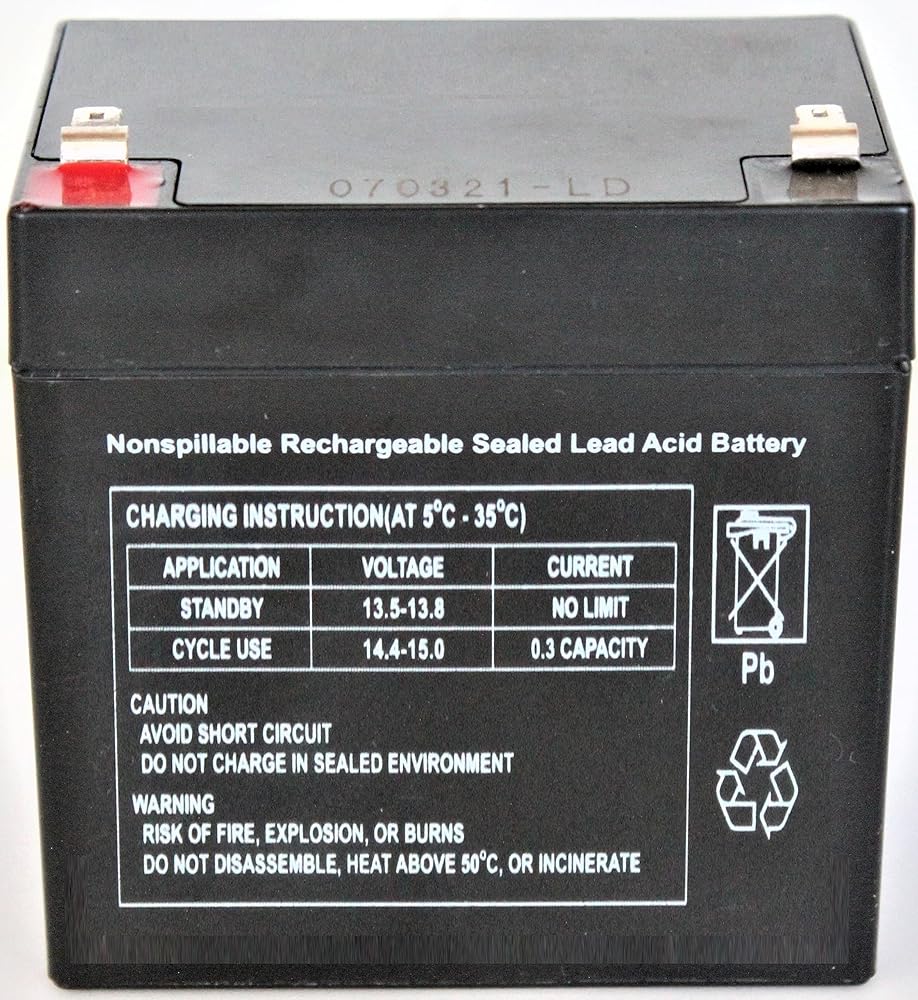 070321-LD
Nonspillable Rechargeable Sealed Lead Acid Battery
CHARGING INSTRUCTION(AT 5°C - 35°C)
APPLICATION VOLTAGE CURRENT
STANDBY 13.5-13.8 NO LIMIT
CYCLE USE 14.4-15.0 0.3 CAPACITY
Pb
CAUTION
AVOID SHORT CIRCUIT
DO NOT CHARGE IN SEALED ENVIRONMENT
WARNING
RISK OF FIRE, EXPLOSION, OR BURNS
DO NOT DISASSEMBLE, HEAT ABOVE 50°C, OR INCINERATE